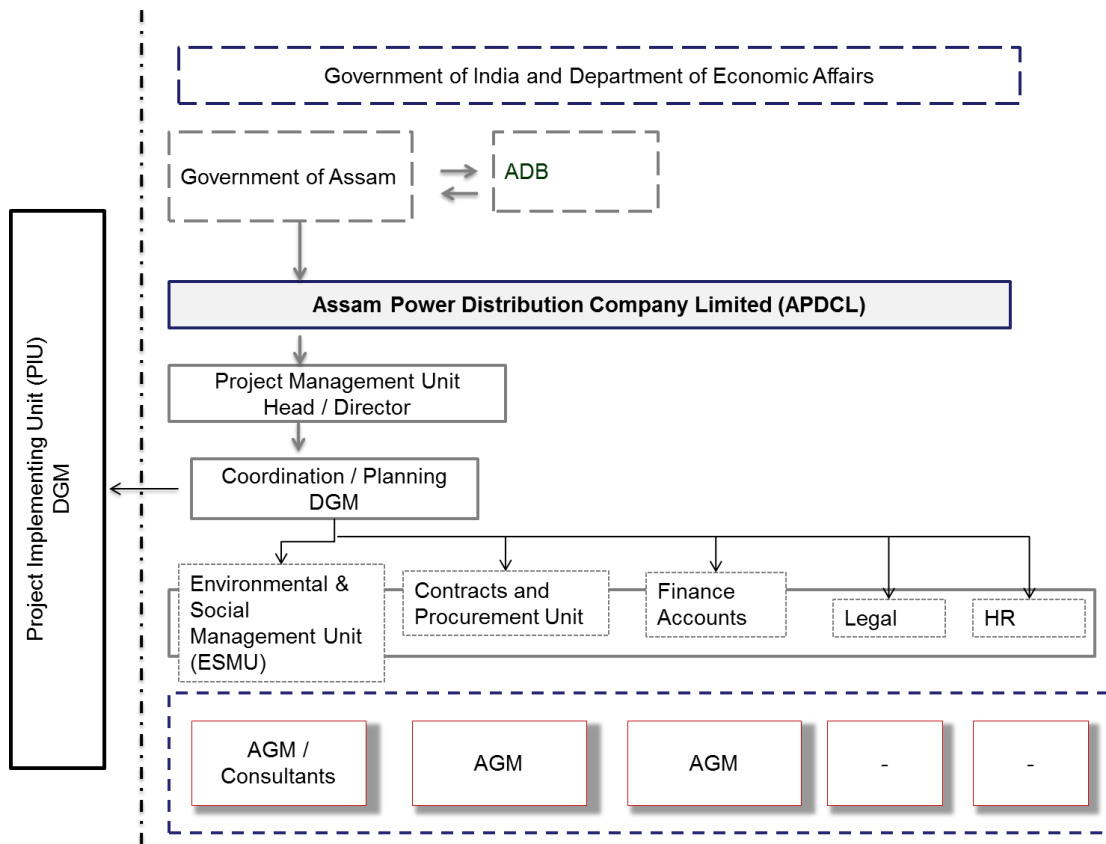 Government of India and Department of Economic Affairs
Government of Assam
ADB
Assam Power Distribution Company Limited (APDCL)
Project Management Unit
Head / Director
Coordination / Planning
DGM
Project Implementing Unit (PIU)
DGM
Environmental &
Social
Management Unit
(ESMU)
Contracts and
Procurement Unit
Finance
Accounts
Legal
HR
AGM /
Consultants
AGM
AGM
-
-